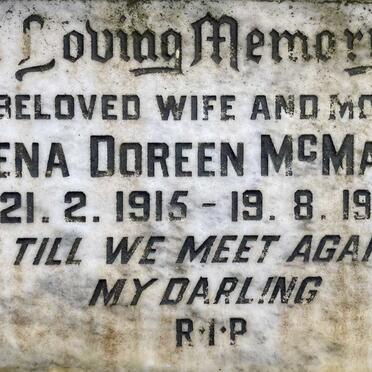 Loving Memor
BELOVED WIFE AND MO
ENA DOREEN MCMA
21. 2. 1915 – 19. 8. 19
TILL WE MEET AGA
MY DARLING
R·I·P